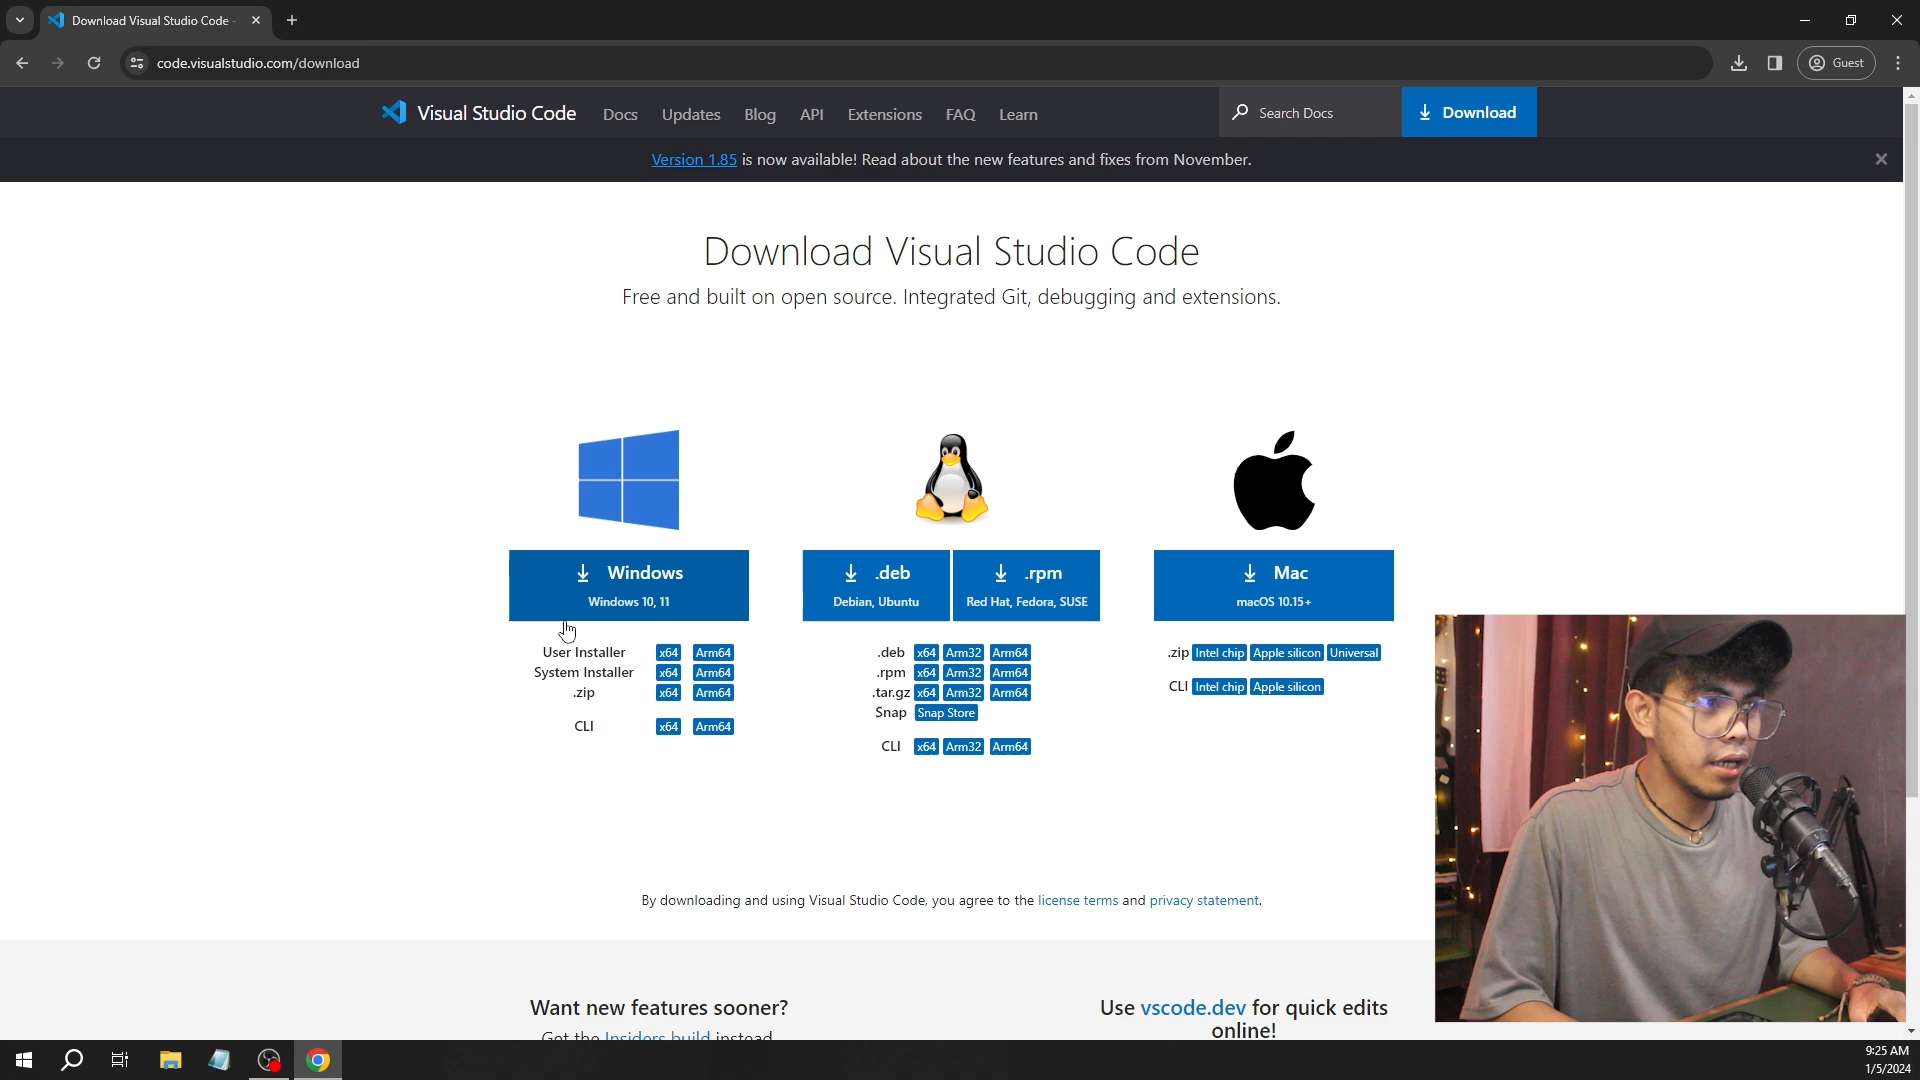 Download Visual Studio Code -
code.visualstudio.com/download
Guest
Visual Studio Code
Docs
Updates
Blog
API
Extensions
FAQ
Learn
Search Docs
Download
Version 1.85 is now available! Read about the new features and fixes from November.
Download Visual Studio Code
Free and built on open source. Integrated Git, debugging and extensions.
Windows
Windows 10, 11
User Installer x64 Arm64
System Installer x64 Arm64
.zip x64 Arm64
CLI x64 Arm64
.deb
Debian, Ubuntu
.rpm
Red Hat, Fedora, SUSE
.deb x64 Arm32 Arm64
.rpm x64 Arm32 Arm64
.tar.gz x64 Arm32 Arm64
Snap Snap Store
CLI x64 Arm32 Arm64
Mac
macOS 10.15+
.zip Intel chip Apple silicon Universal
CLI Intel chip Apple silicon
By downloading and using Visual Studio Code, you agree to the license terms and privacy statement.
Want new features sooner?
Get the Insiders build instead
Use vscode.dev for quick edits
online!
9:25 AM
1/5/2024